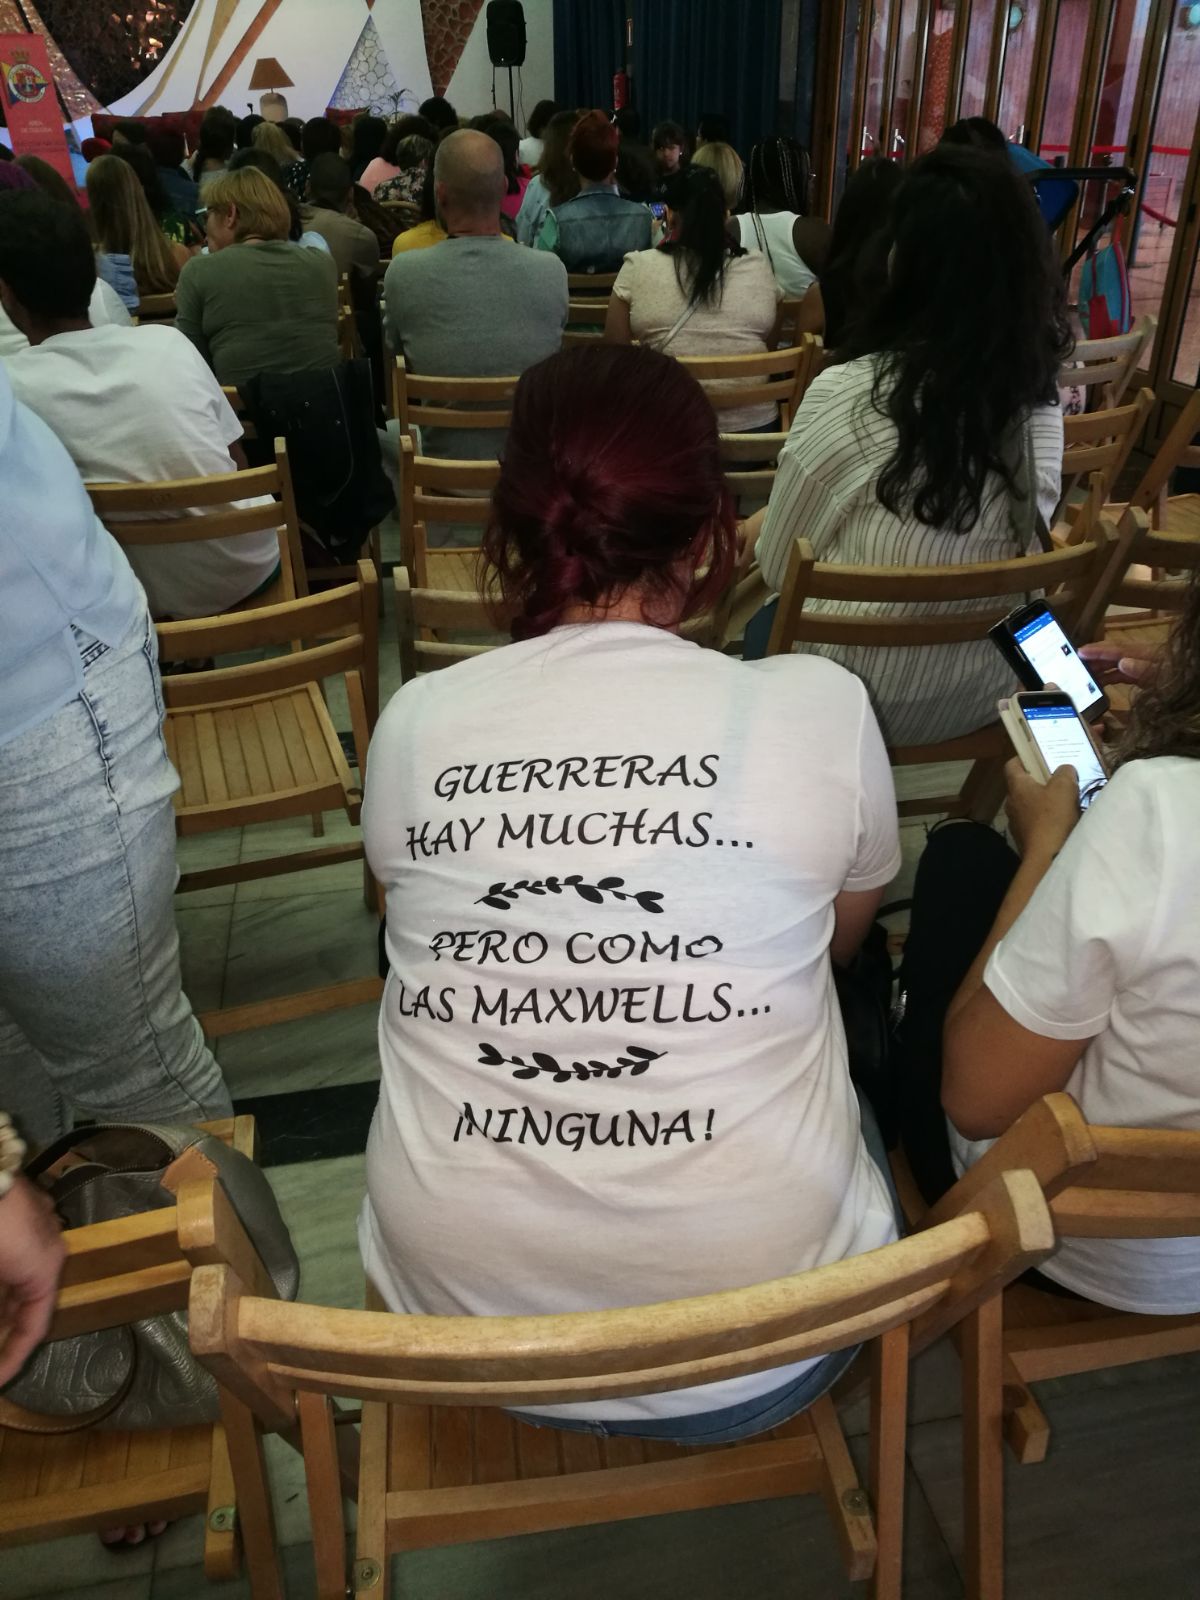 GUERRERAS
HAY MUCHAS...
PERO COMO
LAS MAXWELLS...
¡NINGUNA!